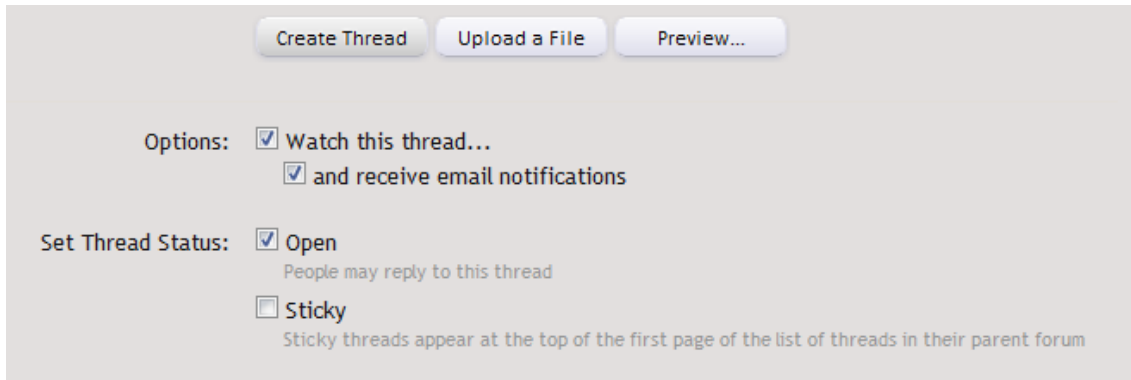 Create Thread Upload a File Preview...
Options: Watch this thread...
and receive email notifications
Set Thread Status: Open
People may reply to this thread
Sticky
Sticky threads appear at the top of the first page of the list of threads in their parent forum